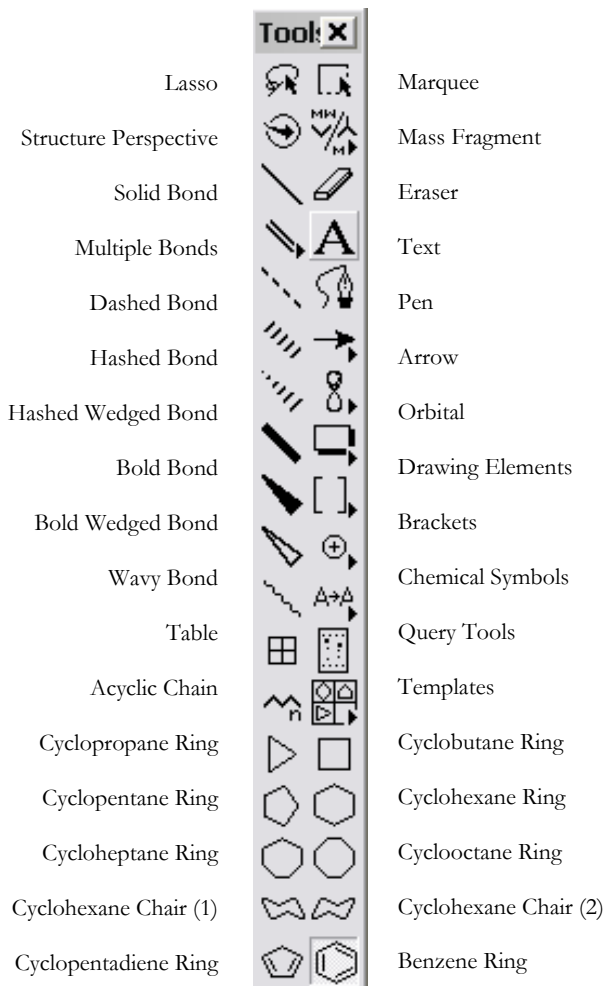 Tools
Lasso
Marquee
Structure Perspective
MW
M
Mass Fragment
Solid Bond
Eraser
Multiple Bonds
A
Text
Dashed Bond
Pen
Hashed Bond
Arrow
Hashed Wedged Bond
Orbital
Bold Bond
Drawing Elements
Bold Wedged Bond
[ ]
Brackets
Wavy Bond
Chemical Symbols
A→A
Table
Query Tools
Acyclic Chain
n
Templates
Cyclopropane Ring
Cyclobutane Ring
Cyclopentane Ring
Cyclohexane Ring
Cycloheptane Ring
Cyclooctane Ring
Cyclohexane Chair (1)
Cyclohexane Chair (2)
Cyclopentadiene Ring
Benzene Ring